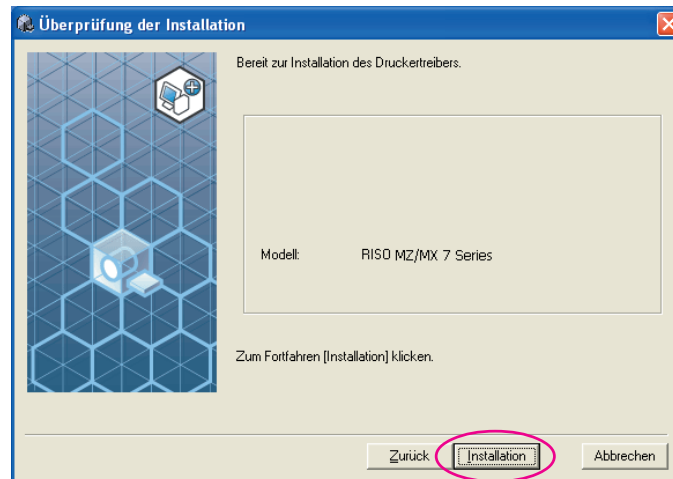 Überprüfung der Installation
Bereit zur Installation des Druckertreibers.
Modell: RISO MZ/MX 7 Series
Zum Fortfahren [Installation] klicken.
Zurück Installation Abbrechen